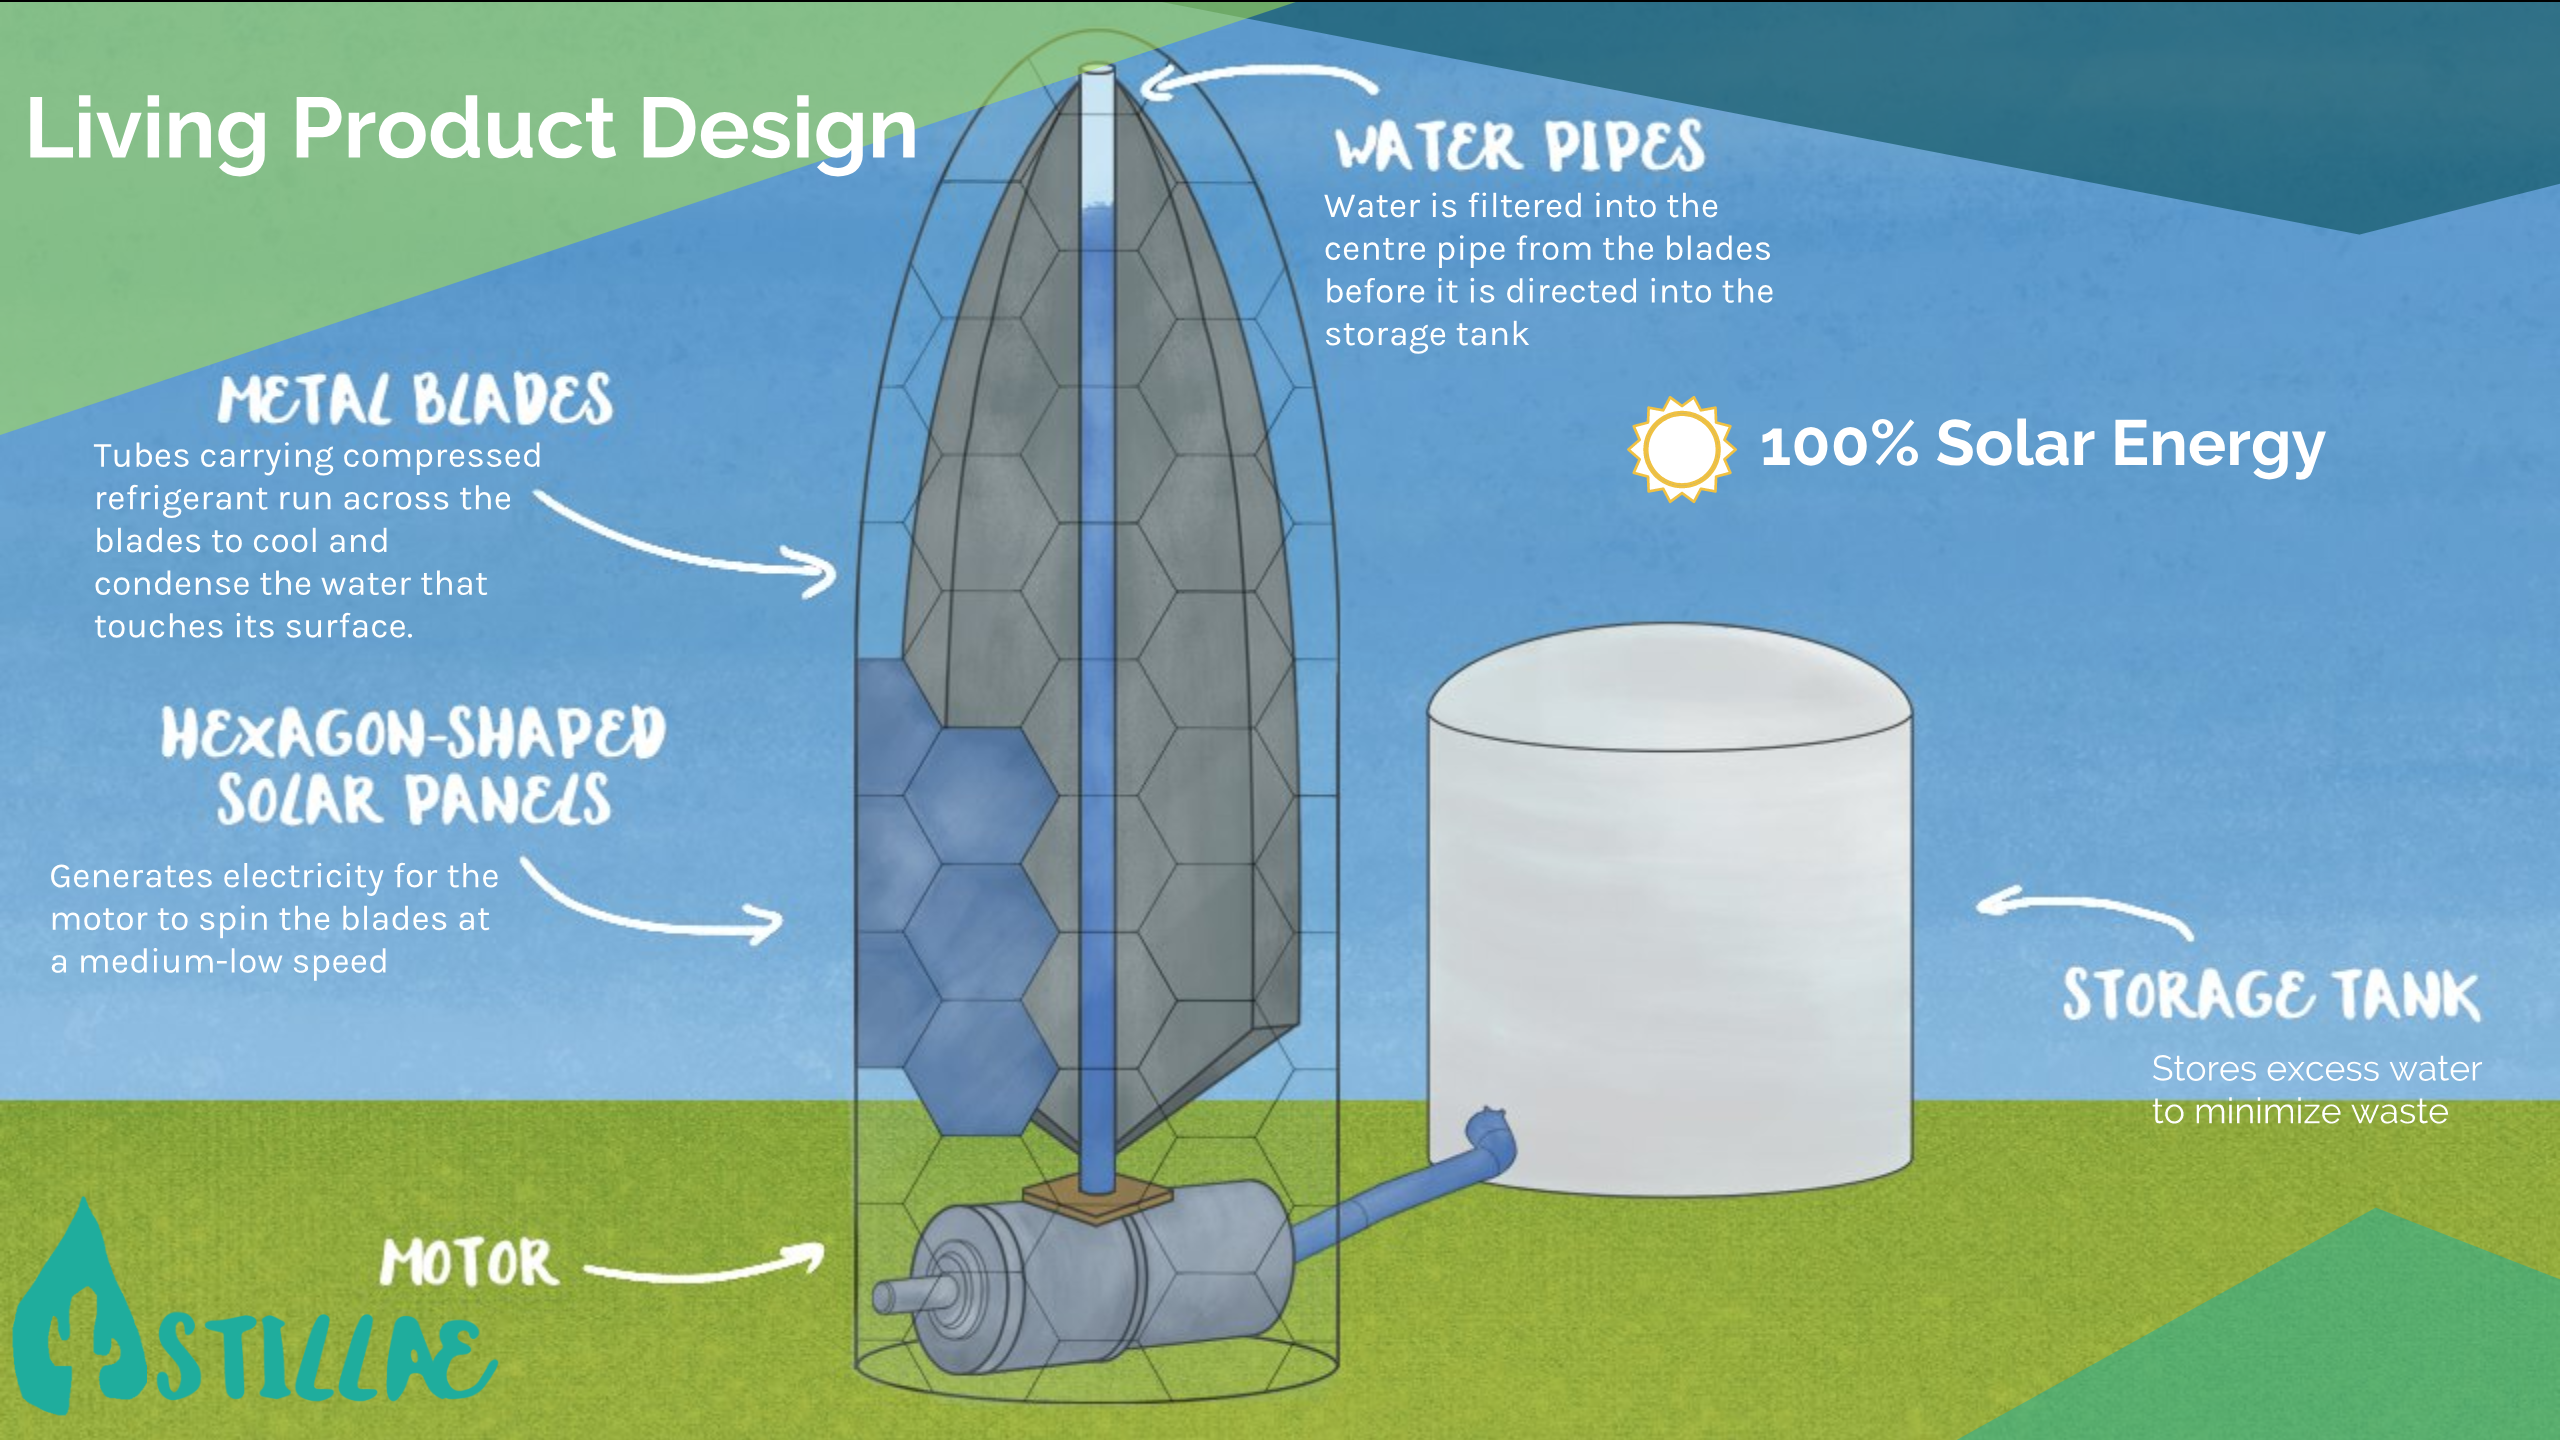 Living Product Design
WATER PIPES
Water is filtered into the
centre pipe from the blades
before it is directed into the
storage tank
METAL BLADES
Tubes carrying compressed
refrigerant run across the
blades to cool and
condense the water that
touches its surface.
100% Solar Energy
HEXAGON-SHAPED
SOLAR PANELS
Generates electricity for the
motor to spin the blades at
a medium-low speed
STORAGE TANK
Stores excess water
to minimize waste
MOTOR
STILLAE